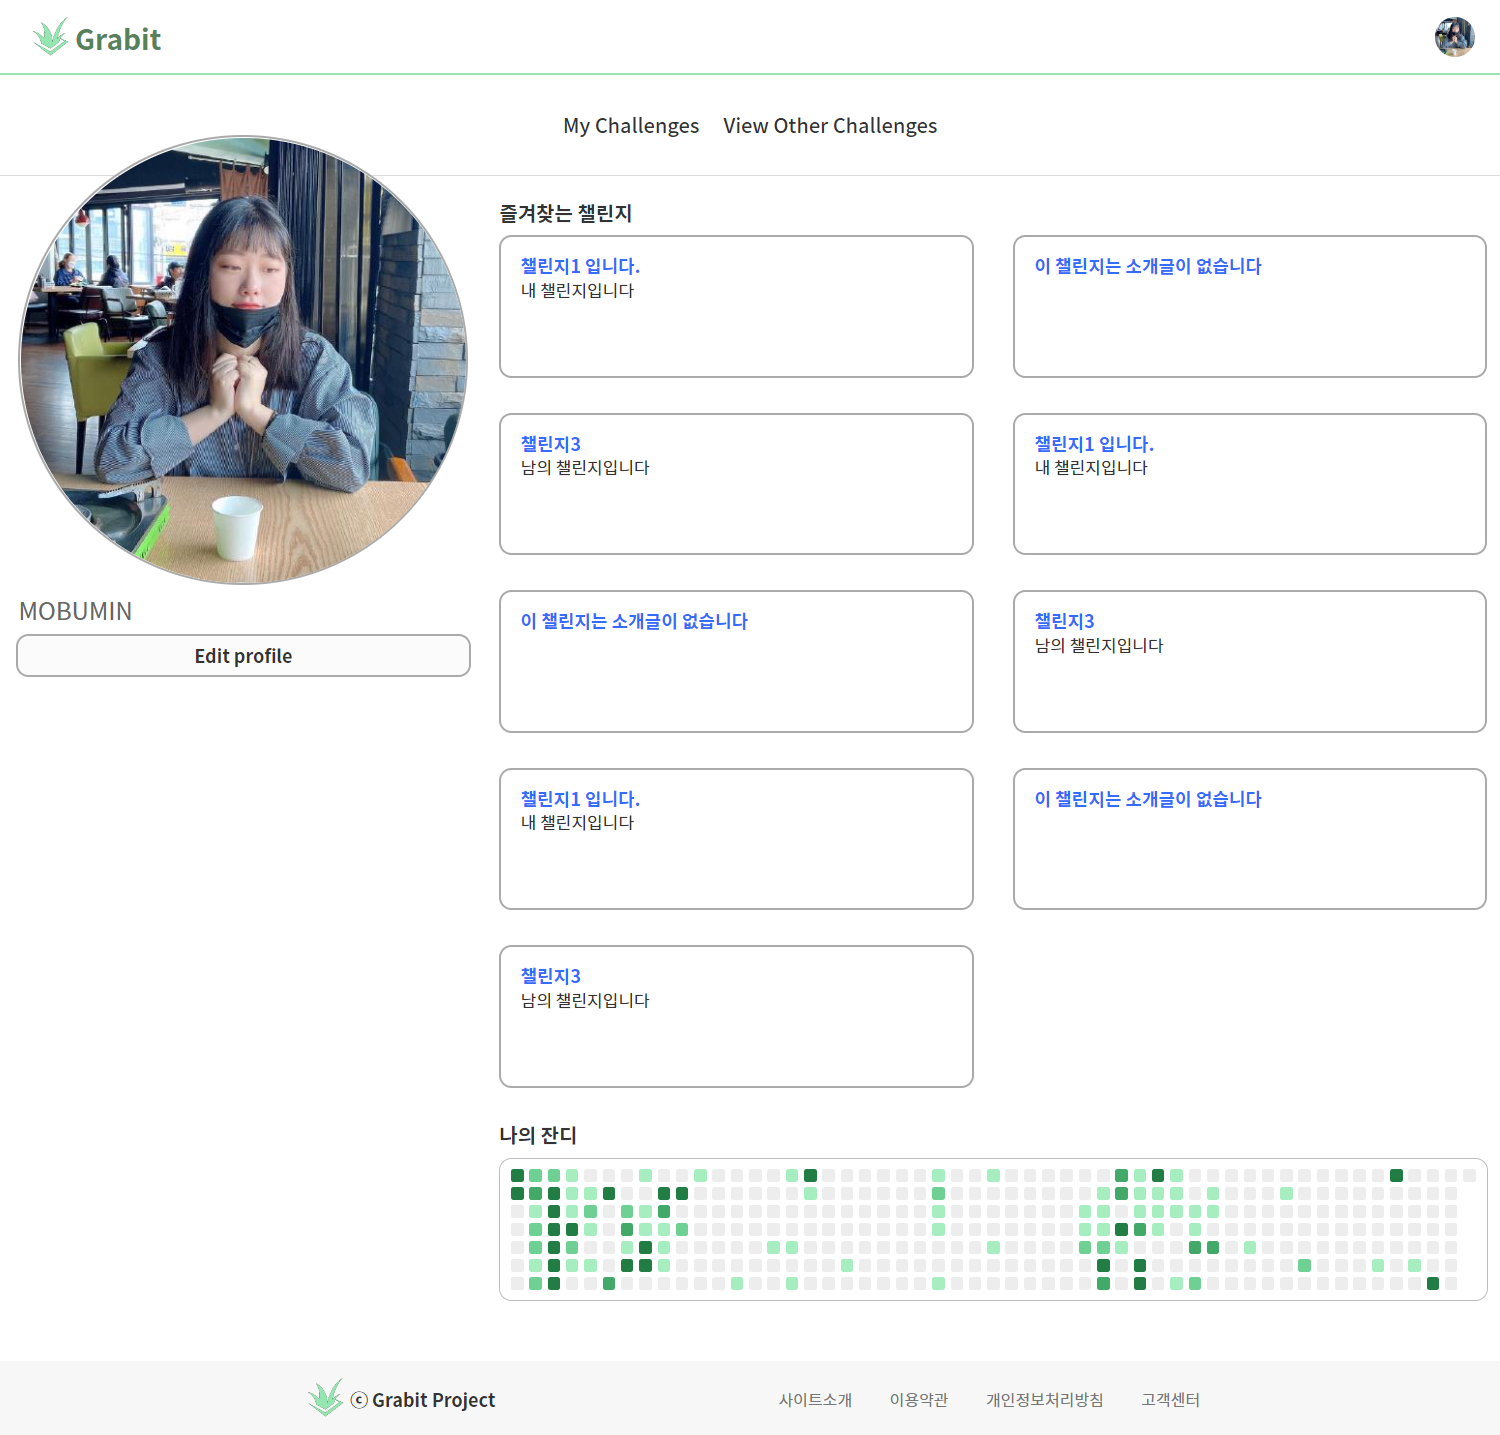 Grabit
My Challenges View Other Challenges
MOBUMIN
Edit profile
즐겨찾는 챌린지
챌린지1 입니다.
내 챌린지입니다
이 챌린지는 소개글이 없습니다
챌린지3
남의 챌린지입니다
챌린지1 입니다.
내 챌린지입니다
이 챌린지는 소개글이 없습니다
챌린지3
남의 챌린지입니다
챌린지1 입니다.
내 챌린지입니다
이 챌린지는 소개글이 없습니다
챌린지3
남의 챌린지입니다
나의 잔디
ⓒ Grabit Project
사이트소개 이용약관 개인정보처리방침 고객센터